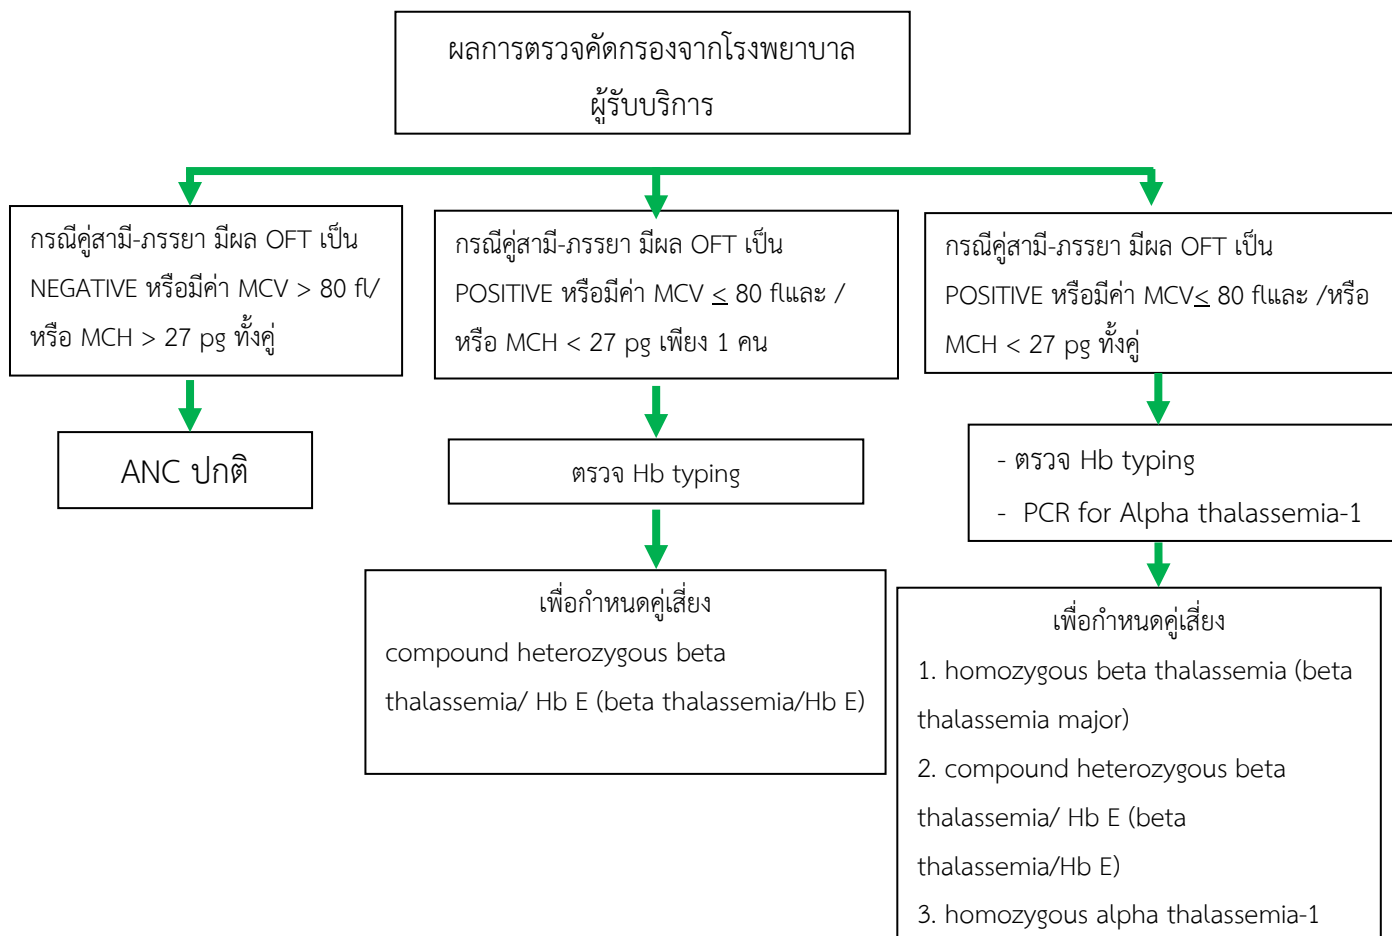 ผลการตรวจคัดกรองจากโรงพยาบาล
ผู้รับบริการ
กรณีคู่สามี-ภรรยา มีผล OFT เป็น
NEGATIVE หรือมีค่า MCV > 80 fl/
หรือ MCH > 27 pg ทั้งคู่
ANC ปกติ
กรณีคู่สามี-ภรรยา มีผล OFT เป็น
POSITIVE หรือมีค่า MCV ≤ 80 flและ /
หรือ MCH < 27 pg เพียง 1 คน
ตรวจ Hb typing
เพื่อกำหนดคู่เสี่ยง
compound heterozygous beta
thalassemia/ Hb E (beta thalassemia/Hb E)
กรณีคู่สามี-ภรรยา มีผล OFT เป็น
POSITIVE หรือมีค่า MCV≤ 80 flและ /หรือ
MCH < 27 pg ทั้งคู่
- ตรวจ Hb typing
- PCR for Alpha thalassemia-1
เพื่อกำหนดคู่เสี่ยง
1. homozygous beta thalassemia (beta
thalassemia major)
2. compound heterozygous beta
thalassemia/ Hb E (beta
thalassemia/Hb E)
3. homozygous alpha thalassemia-1